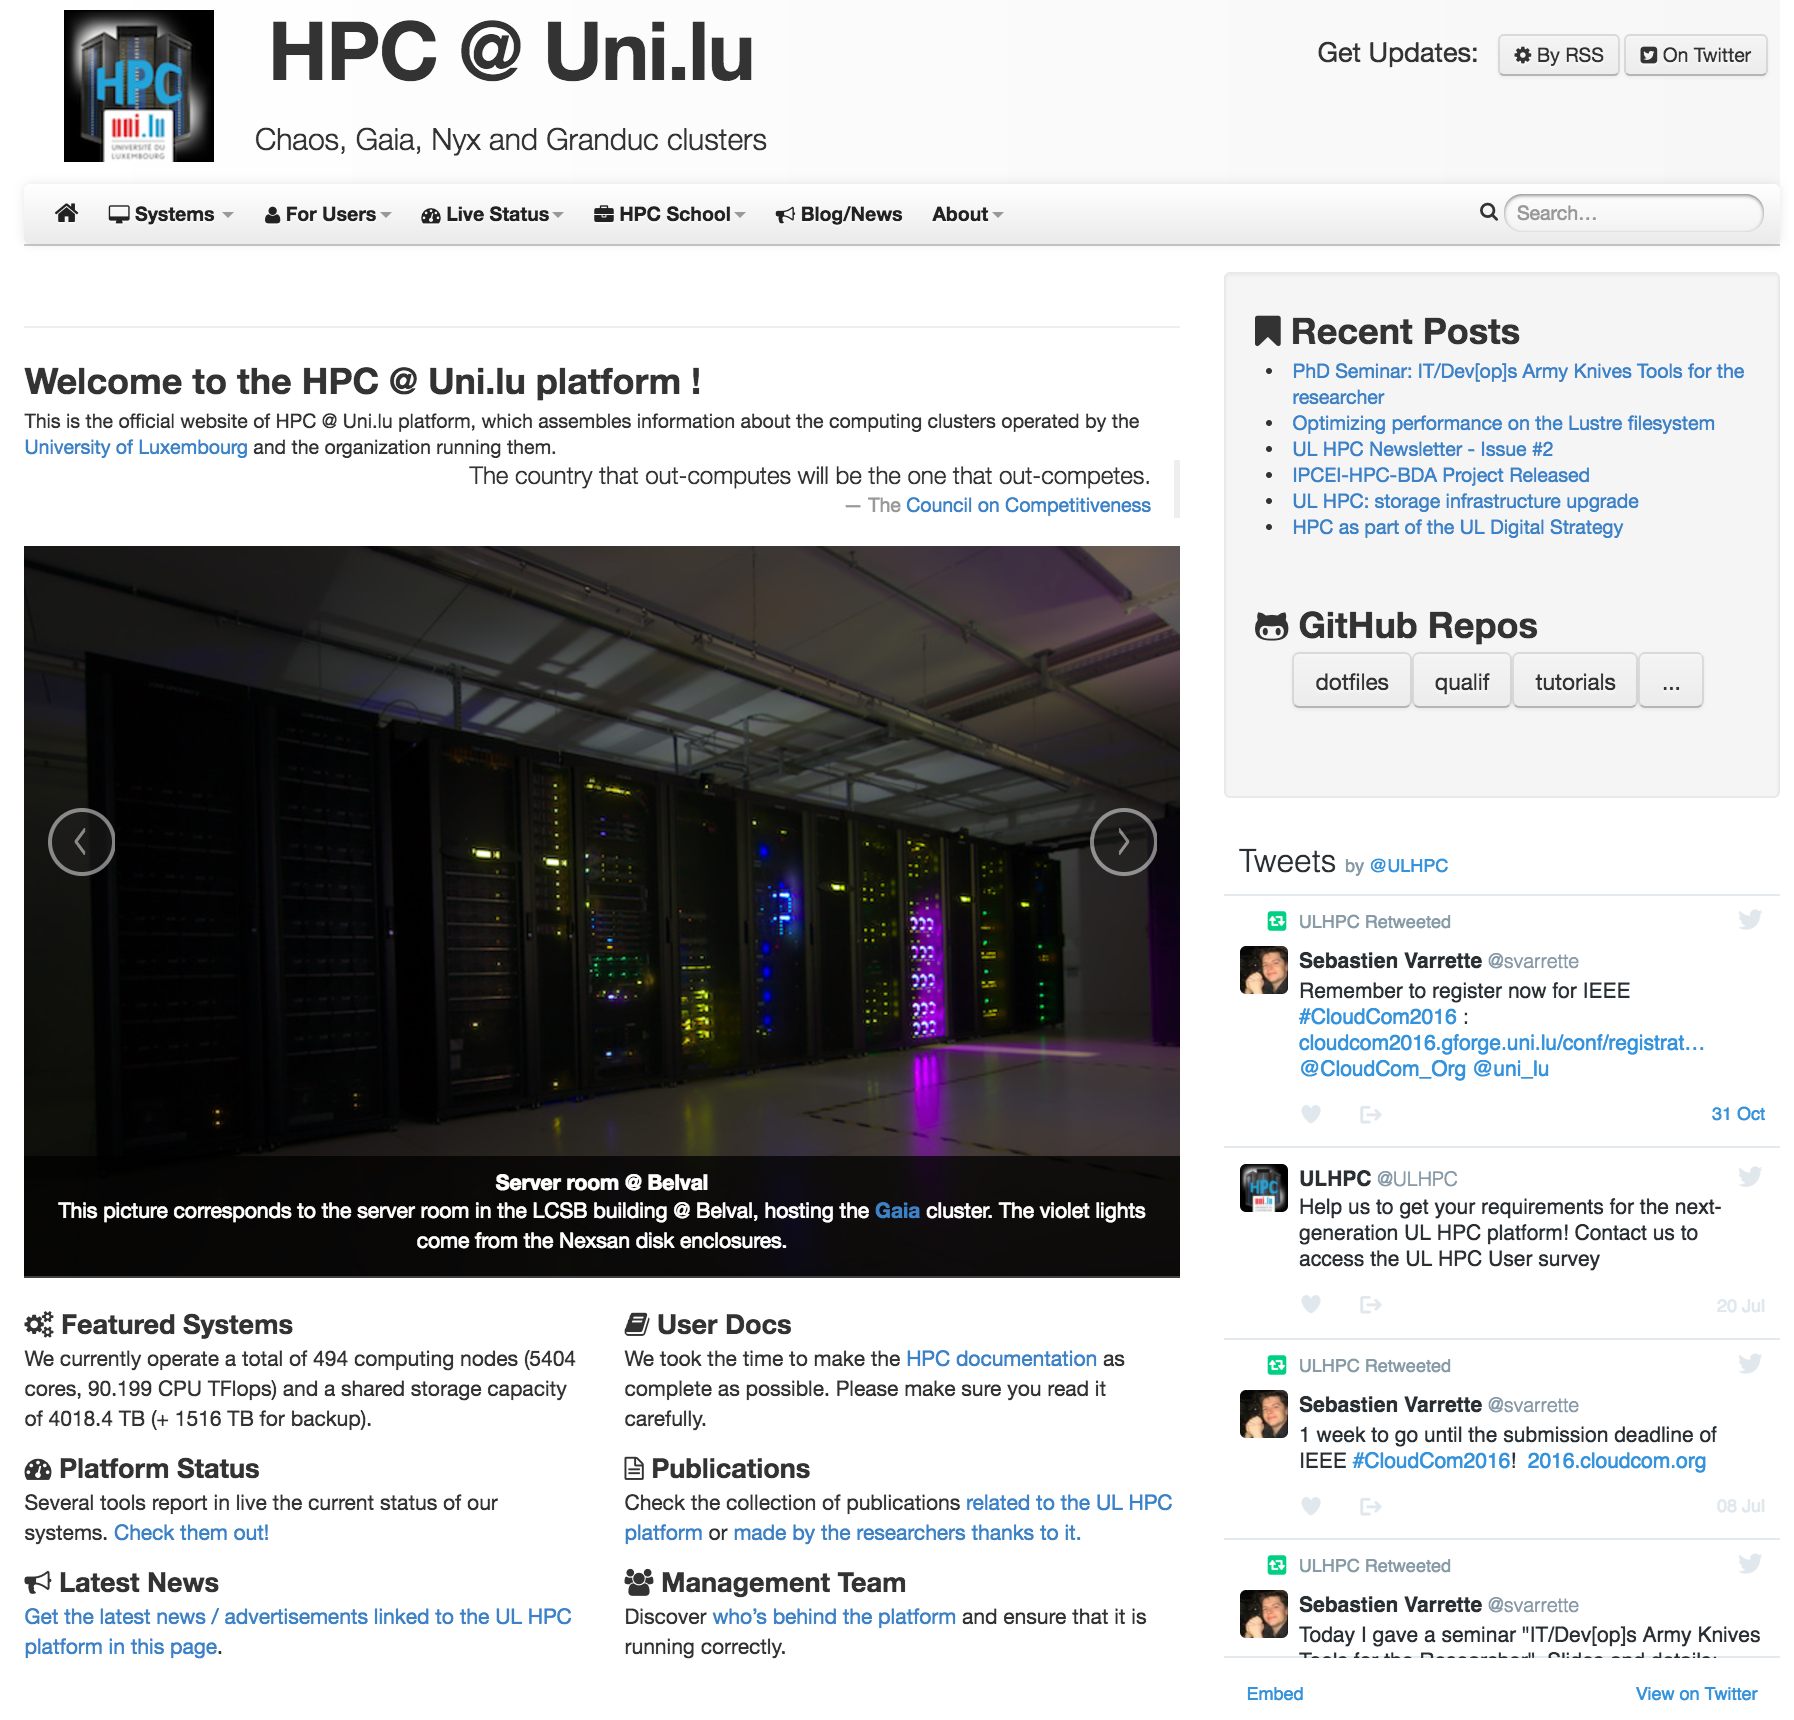 HPC
uni.lu
UNIVERSITÉ DU
LUXEMBOURG
HPC @ Uni.lu
Chaos, Gaia, Nyx and Granduc clusters
Get Updates: By RSS On Twitter
Systems For Users Live Status HPC School Blog/News About Search...
Welcome to the HPC @ Uni.lu platform !
This is the official website of HPC @ Uni.lu platform, which assembles information about the computing clusters operated by the
University of Luxembourg and the organization running them.
The country that out-computes will be the one that out-competes.
— The Council on Competitiveness
Server room @ Belval
This picture corresponds to the server room in the LCSB building @ Belval, hosting the Gaia cluster. The violet lights
come from the Nexsan disk enclosures.
Featured Systems
We currently operate a total of 494 computing nodes (5404
cores, 90.199 CPU TFlops) and a shared storage capacity
of 4018.4 TB (+ 1516 TB for backup).
User Docs
We took the time to make the HPC documentation as
complete as possible. Please make sure you read it
carefully.
Platform Status
Several tools report in live the current status of our
systems. Check them out!
Publications
Check the collection of publications related to the UL HPC
platform or made by the researchers thanks to it.
Latest News
Get the latest news / advertisements linked to the UL HPC
platform in this page.
Management Team
Discover who's behind the platform and ensure that it is
running correctly.
Recent Posts
• PhD Seminar: IT/Dev[op]s Army Knives Tools for the
researcher
• Optimizing performance on the Lustre filesystem
• UL HPC Newsletter - Issue #2
• IPCEI-HPC-BDA Project Released
• UL HPC: storage infrastructure upgrade
• HPC as part of the UL Digital Strategy
GitHub Repos
dotfiles qualif tutorials ...
Tweets by @ULHPC
ULHPC Retweeted
Sebastien Varrette @svarrette
Remember to register now for IEEE
#CloudCom2016 :
cloudcom2016.gforge.uni.lu/conf/registrat…
@CloudCom_Org @uni_lu
31 Oct
HPC
uni.lu
ULHPC @ULHPC
Help us to get your requirements for the next-
generation UL HPC platform! Contact us to
access the UL HPC User survey
20 Jul
ULHPC Retweeted
Sebastien Varrette @svarrette
1 week to go until the submission deadline of
IEEE #CloudCom2016! 2016.cloudcom.org
08 Jul
ULHPC Retweeted
Sebastien Varrette @svarrette
Today I gave a seminar "IT/Dev[op]s Army Knives
Tools for the Researcher". Slides and details:
Embed View on Twitter